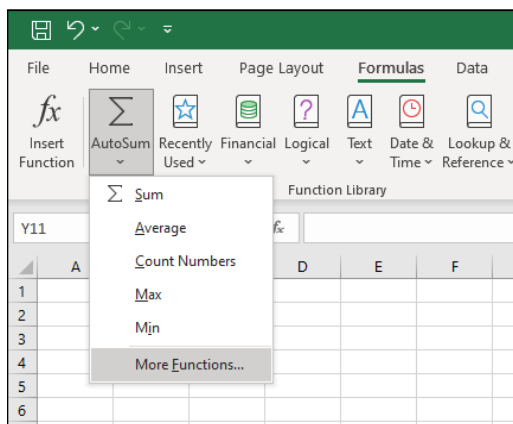 File Home Insert Page Layout Formulas Data
fx Σ ? A
Insert AutoSum Recently Financial Logical Text Date & Lookup &
Function Used Time Reference
Σ Sum
Function Library
Average
Y11 fx
Count Numbers
A D E F
Max
1
2
Min
3
More Functions...
4
5
6